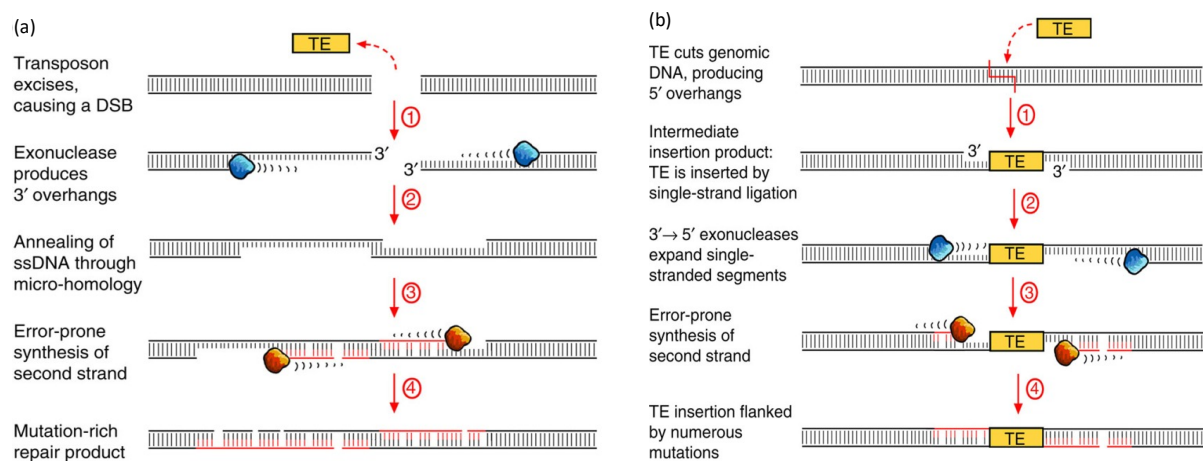 (a)
TE
Transposon
excises,
causing a DSB
①
Exonuclease
produces
3′ overhangs
3′
3′
②
Annealing of
ssDNA through
micro-homology
③
Error-prone
synthesis of
second strand
④
Mutation-rich
repair product
(b)
TE
TE cuts genomic
DNA, producing
5′ overhangs
①
Intermediate
insertion product:
TE is inserted by
single-strand ligation
3′
TE
3′
②
3′→ 5′ exonucleases
expand single-
stranded segments
TE
③
Error-prone
synthesis of
second strand
TE
④
TE insertion flanked
by numerous
mutations
TE